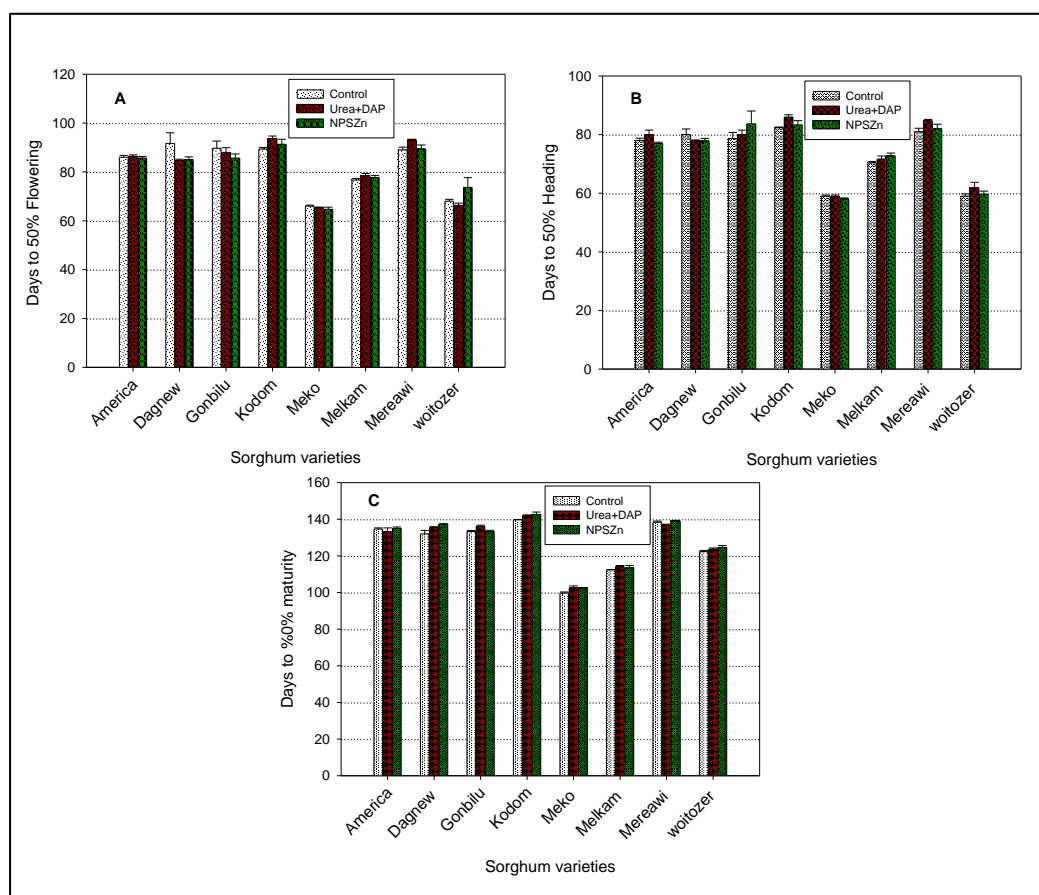 A
Control
Urea+DAP
NPSZn
Days to 50% Flowering
120
100
80
60
40
20
0
America
Dagnew
Gonbilu
Kodom
Meko
Melkam
Mereawi
woitozer
Sorghum varieties
B
Control
Urea+DAP
NPSZn
Days to 50% Heading
100
80
60
40
20
0
America
Dagnew
Gonbilu
Kodom
Meko
Melkam
Mereawi
woitozer
Sorghum varieties
C
Control
Urea+DAP
NPSZn
Days to %0% maturity
160
140
120
100
80
60
40
20
0
America
Dagnew
Gonbilu
Kodom
Meko
Melkam
Mereawi
woitozer
Sorghum varieties